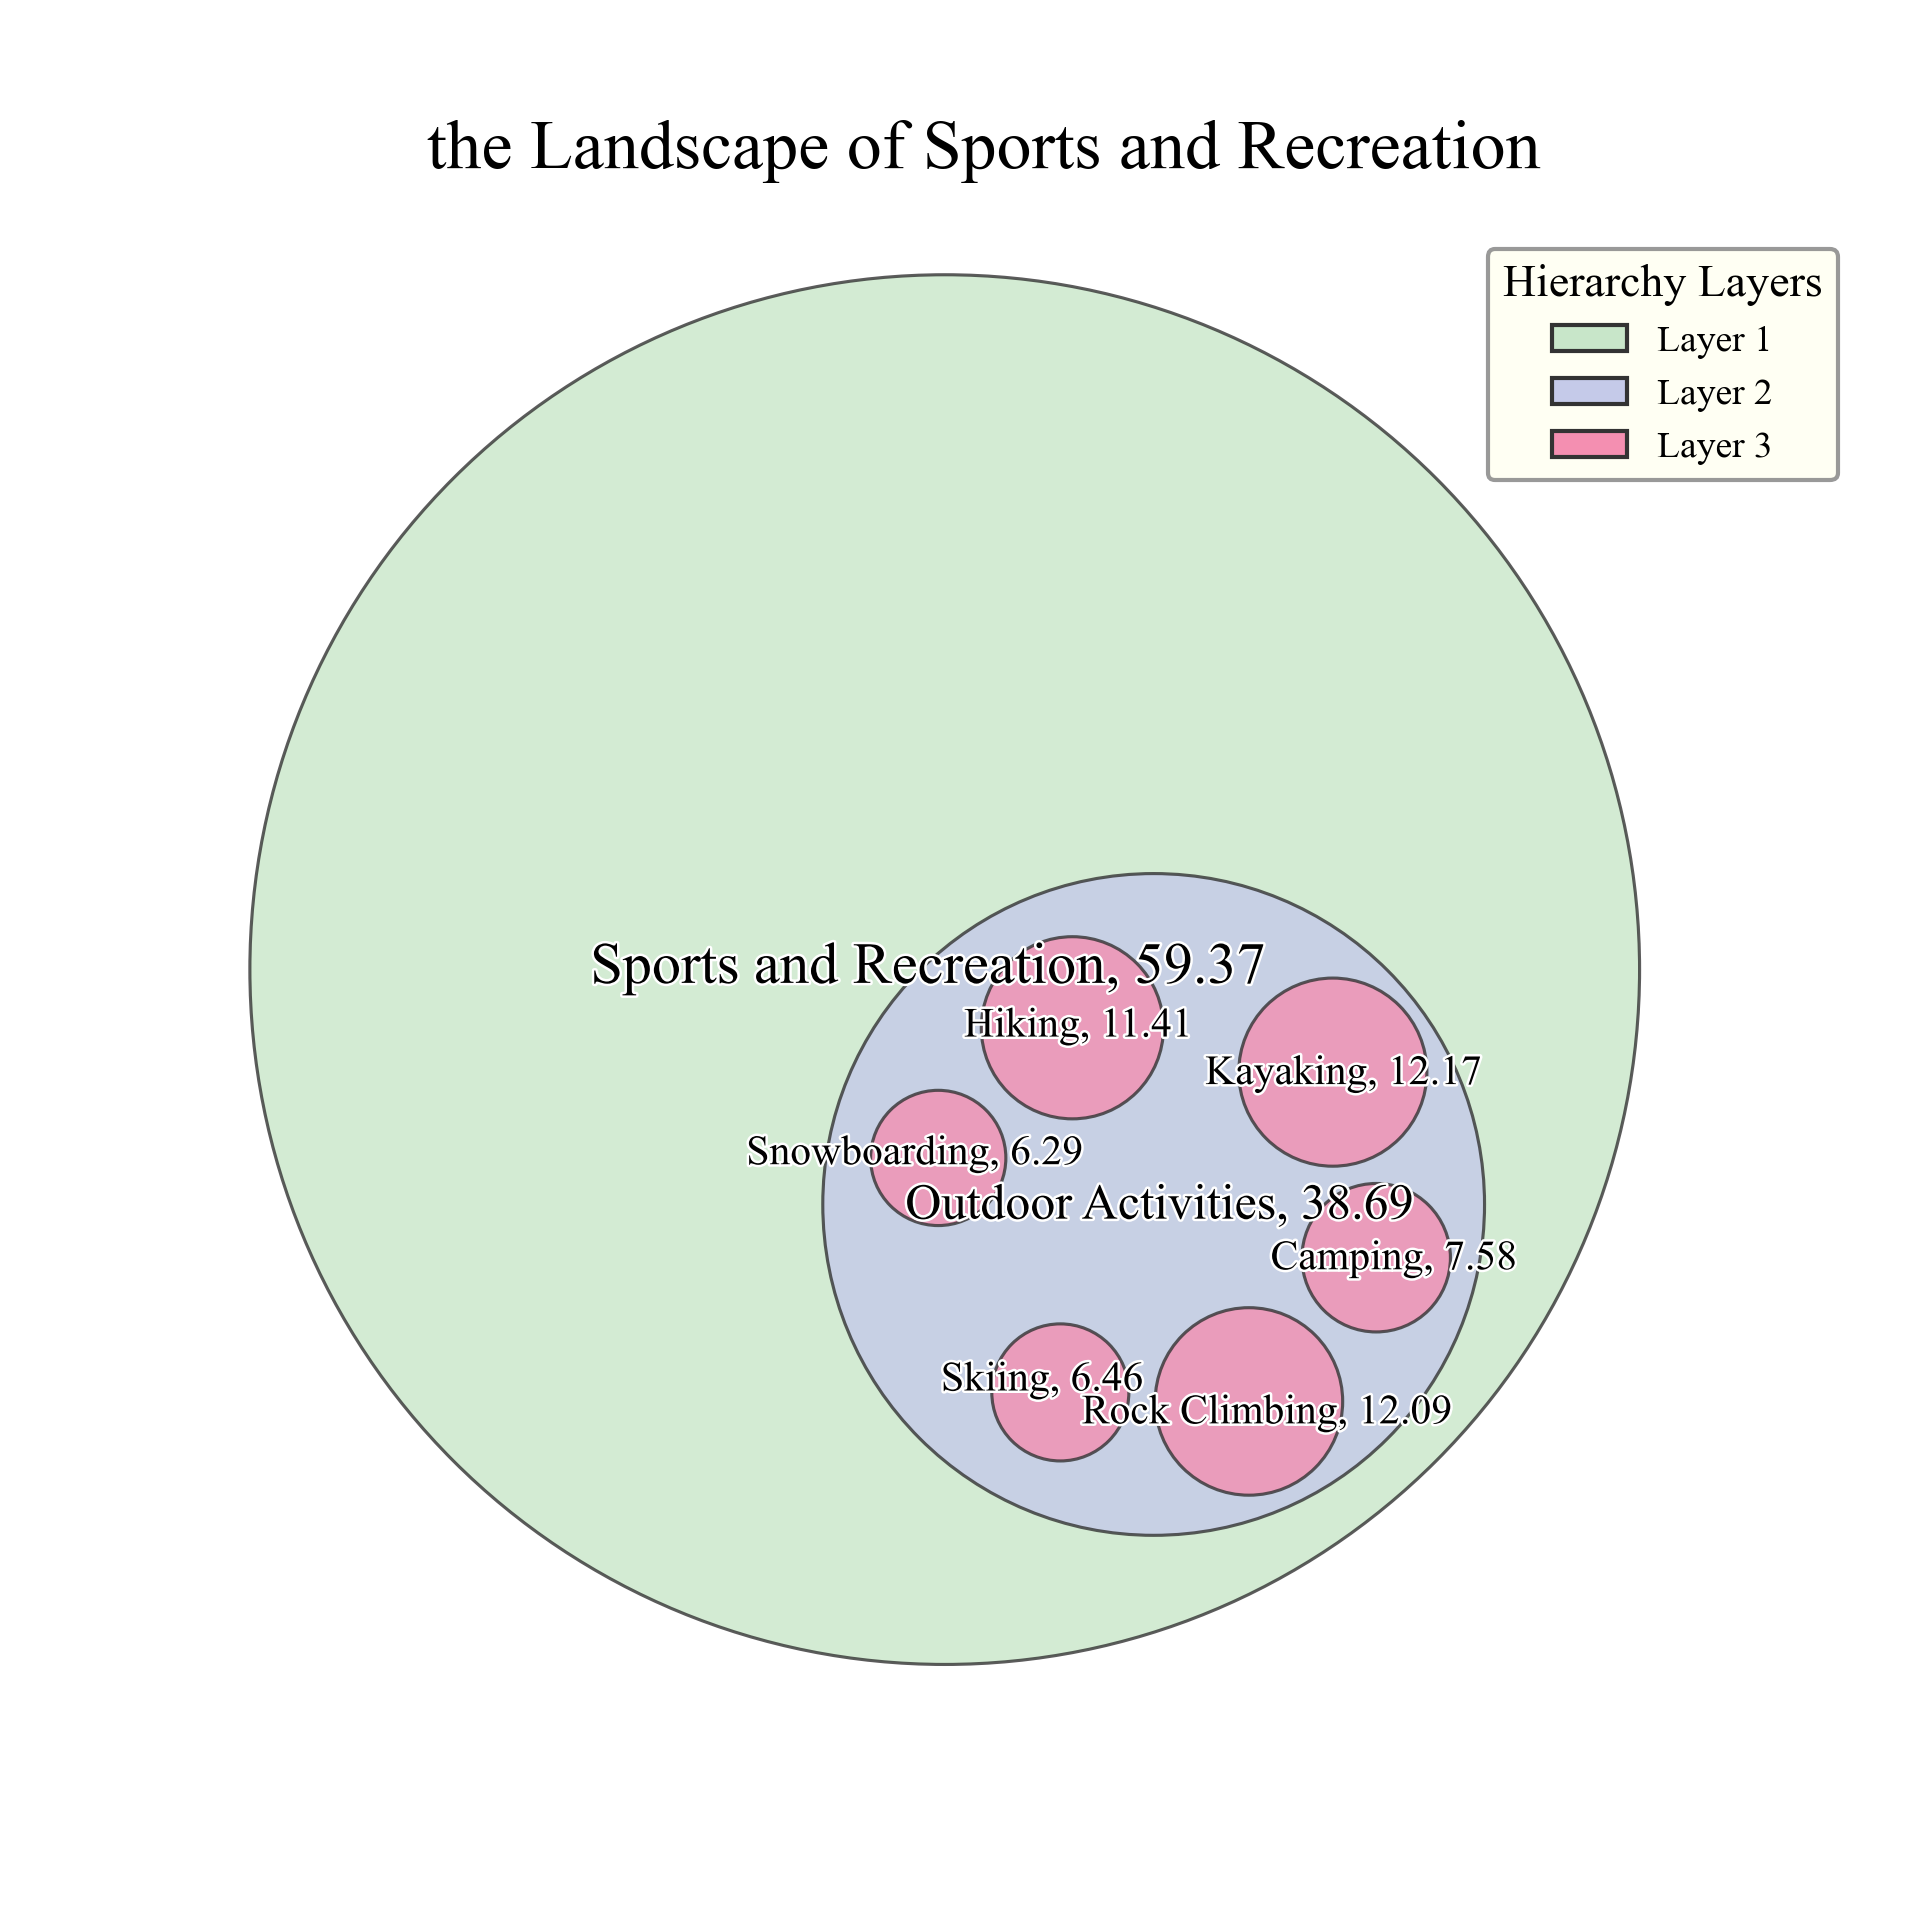 the Landscape of Sports and Recreation
Hierarchy Layers
Layer 1
Layer 2
Layer 3
Sports and Recreation, 59.37
Hiking, 11.41
Kayaking, 12.17
Snowboarding, 6.29
Outdoor Activities, 38.69
Camping, 7.58
Skiing, 6.46
Rock Climbing, 12.09